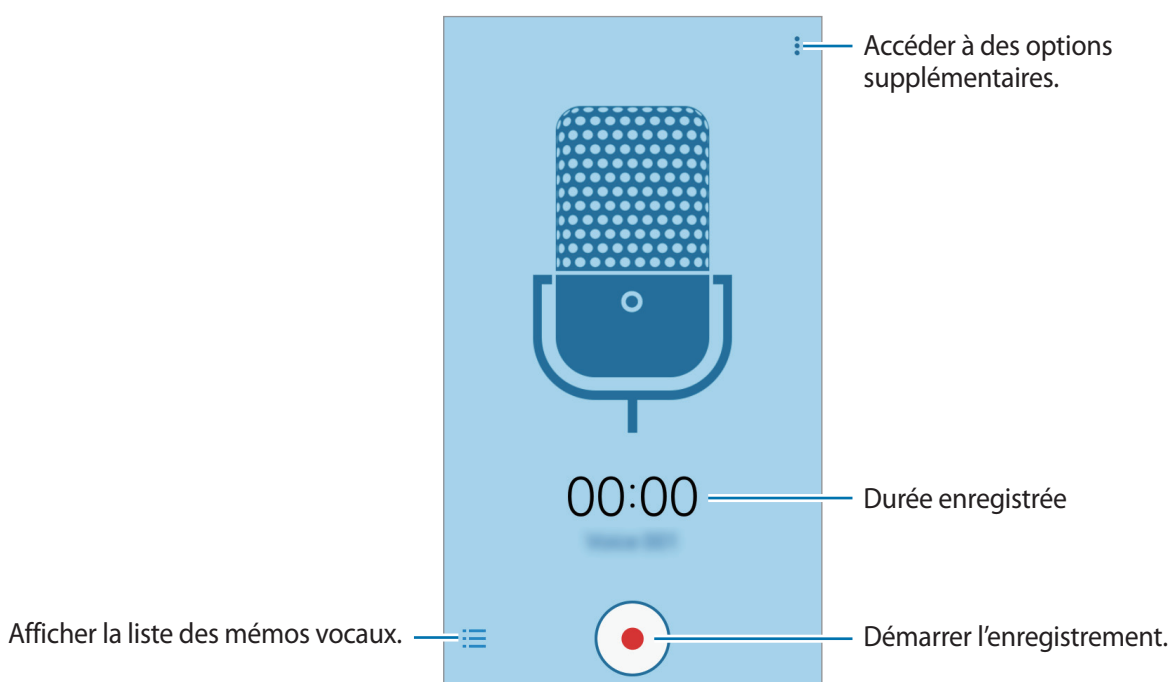 Accéder à des options
supplémentaires.
00:00
Durée enregistrée
Afficher la liste des mémos vocaux.
Démarrer l’enregistrement.